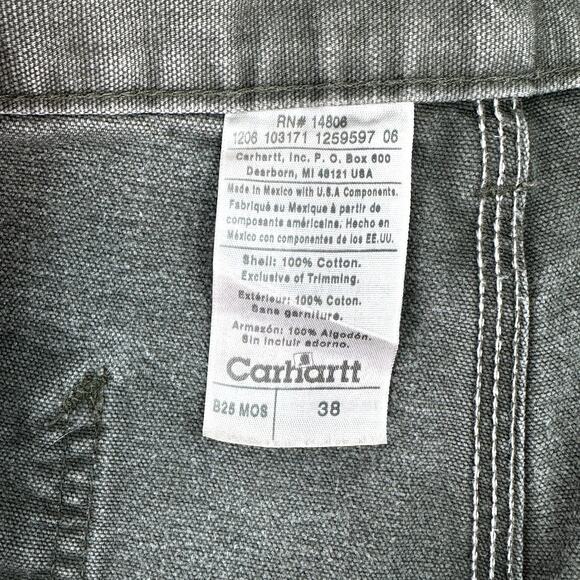 RN# 14806
1206 103171 1259597 06
Carhartt, Inc. P. O. Box 600
Dearborn, MI 48121 USA
Made in Mexico with U.S.A Components.
Fabriqué au Mexique à partir de
composants américains. Hecho en
México con componentes de los EE.UU.
Shell: 100% Cotton.
Exclusive of Trimming.
Extérieur: 100% Coton.
Sans garniture.
Armazón: 100% Algodón.
Sin incluir adorno.
Carhartt
B25 MOS 38